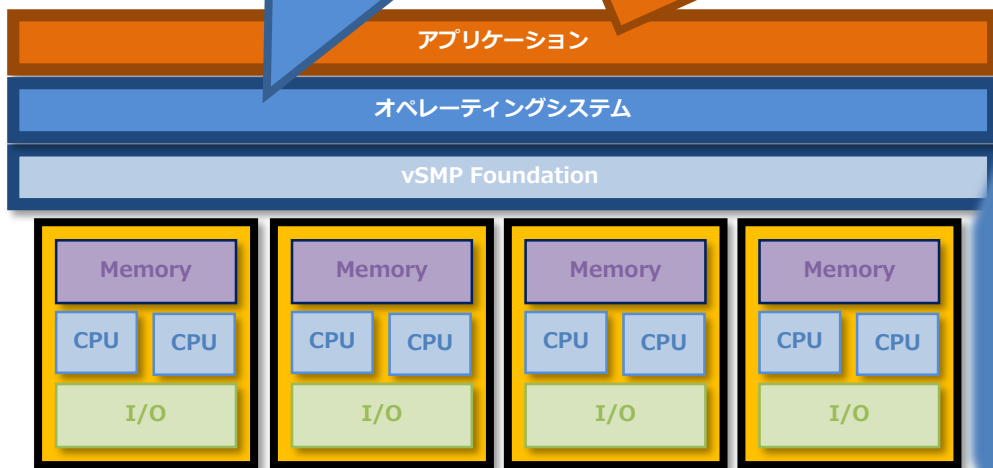 アプリケーション
オペレーティングシステム
vSMP Foundation
Memory Memory Memory Memory
CPU CPU CPU CPU CPU CPU CPU CPU
I/O I/O I/O I/O